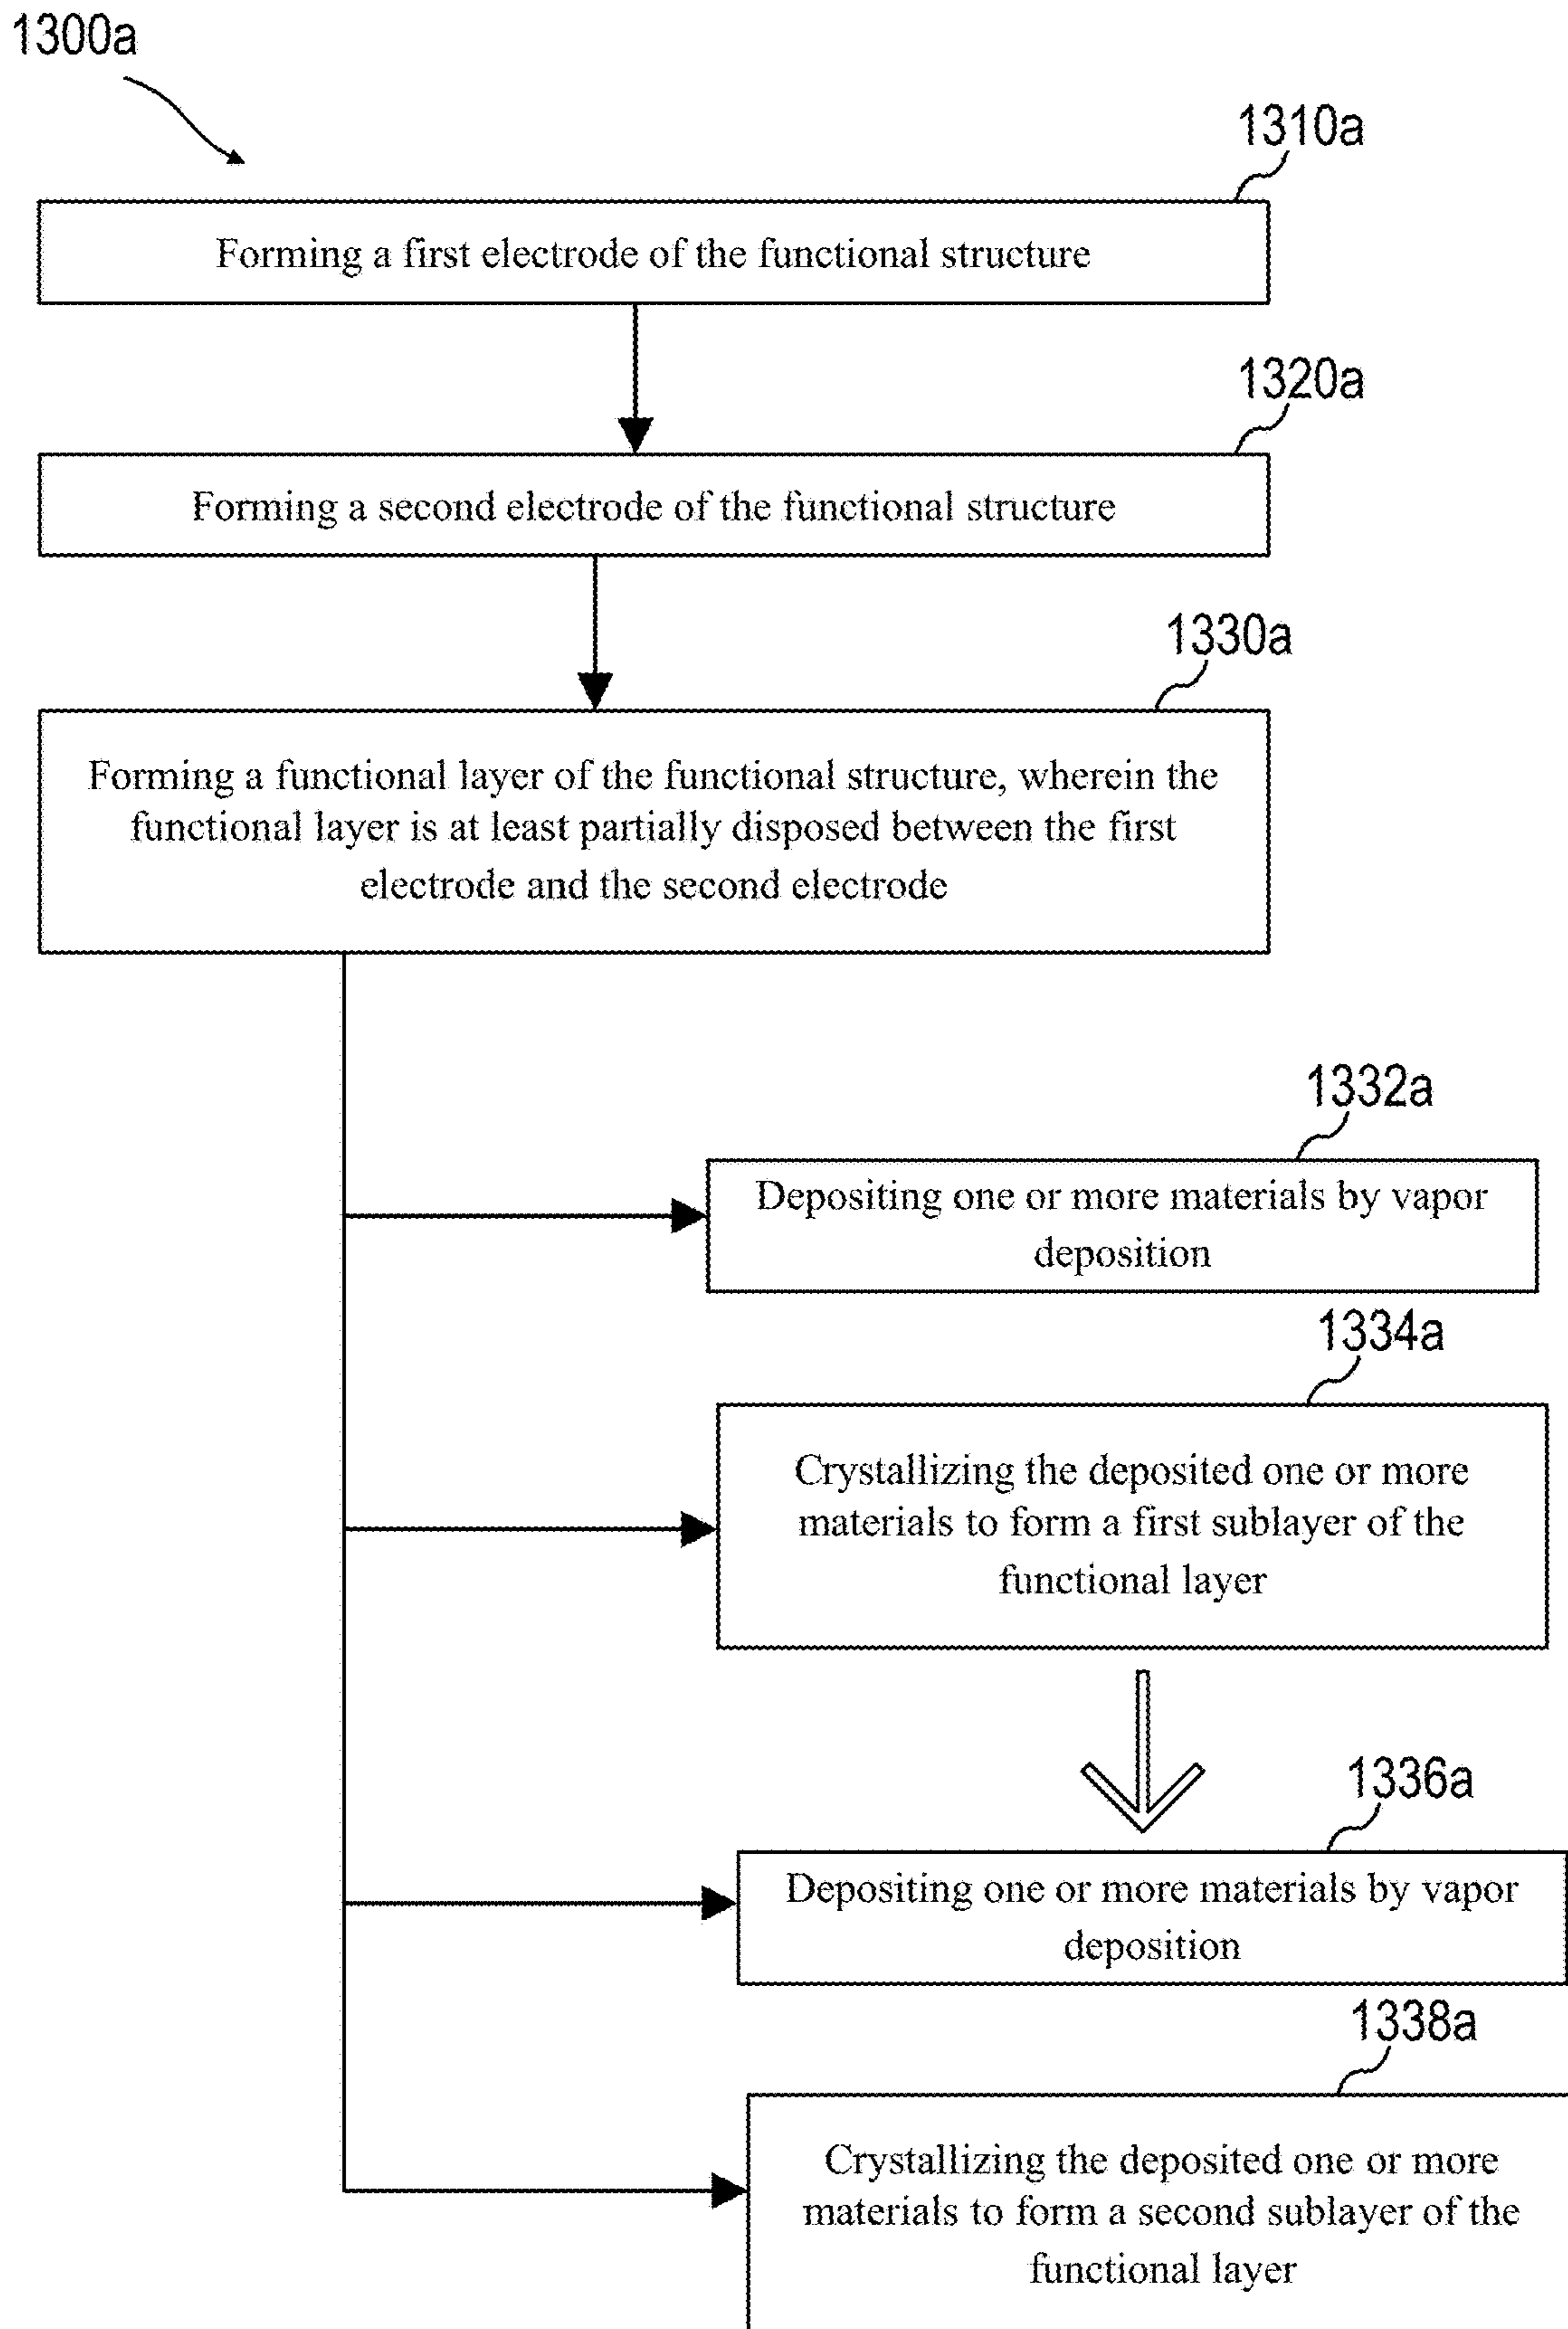 1300a
1310a
Forming a first electrode of the functional structure
1320a
Forming a second electrode of the functional structure
1330a
Forming a functional layer of the functional structure, wherein the
functional layer is at least partially disposed between the first
electrode and the second electrode
1332a
Depositing one or more materials by vapor
deposition
1334a
Crystallizing the deposited one or more
materials to form a first sublayer of the
functional layer
1336a
Depositing one or more materials by vapor
deposition
1338a
Crystallizing the deposited one or more
materials to form a second sublayer of the
functional layer